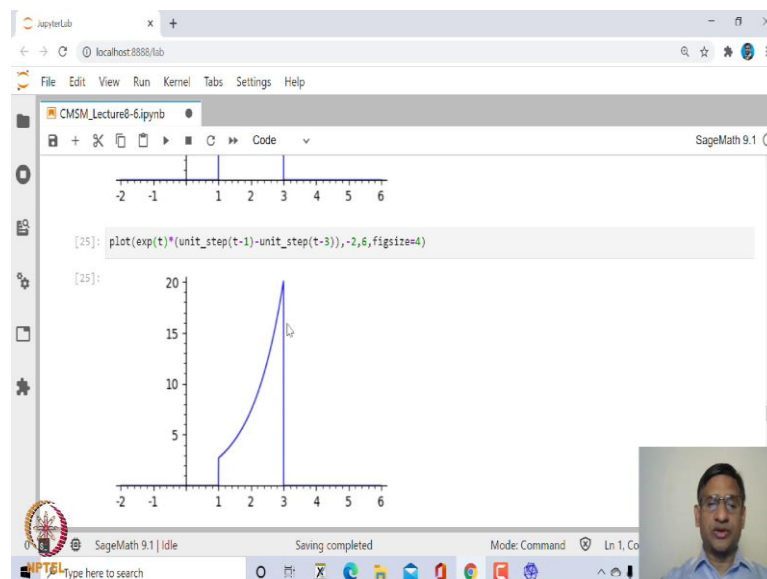 JupyterLab
localhost:8888/lab
File Edit View Run Kernel Tabs Settings Help
CMSM_Lecture8-6.ipynb
Code
SageMath 9.1
-2 -1 1 2 3 4 5 6
[25]: plot(exp(t)*(unit_step(t-1)-unit_step(t-3)),-2,6,figsize=4)
[25]:
20
15
10
5
-2 -1 1 2 3 4 5 6
0
SageMath 9.1 | Idle
Saving completed
Mode: Command
Ln 1, Co
NPTEL
Type here to search